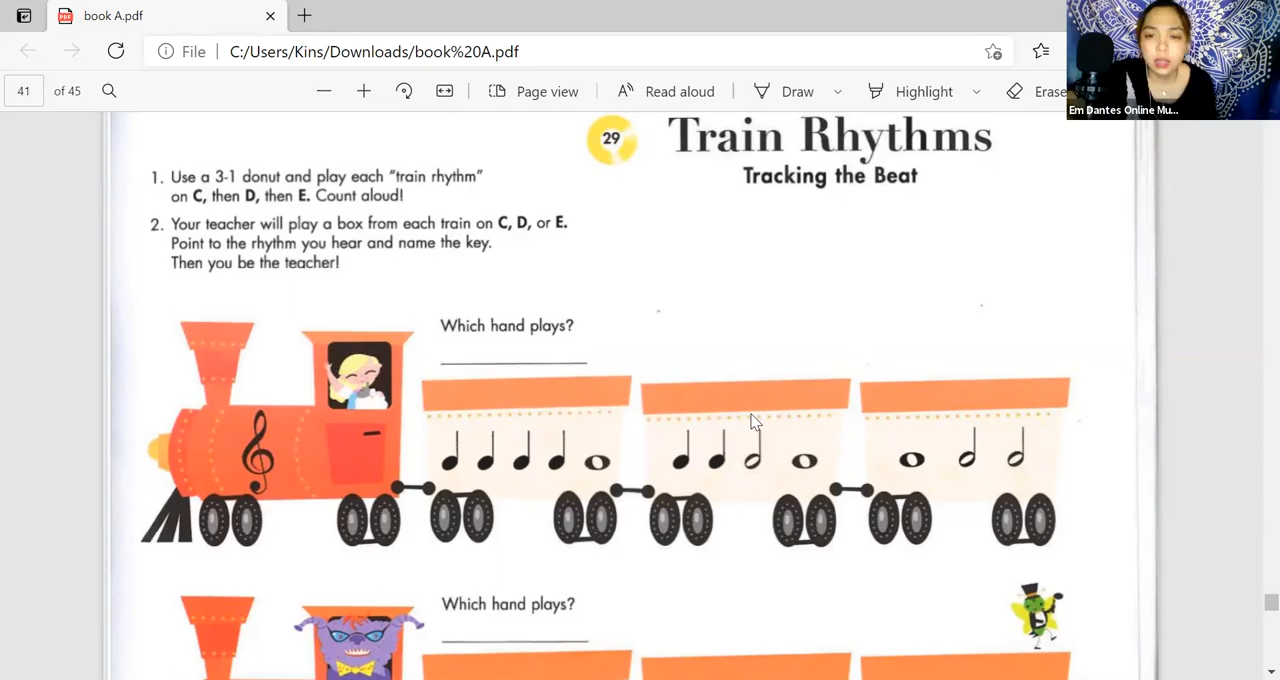 book A.pdf
File
C:/Users/Kins/Downloads/book%20A.pdf
41 of 45
Page view
Read aloud
Draw
Highlight
Erase
Em Dantes Online Mu...
29
Train Rhythms
Tracking the Beat
1. Use a 3-1 donut and play each "train rhythm"
on C, then D, then E. Count aloud!
2. Your teacher will play a box from each train on C, D, or E.
Point to the rhythm you hear and name the key.
Then you be the teacher!
Which hand plays?
Which hand plays?